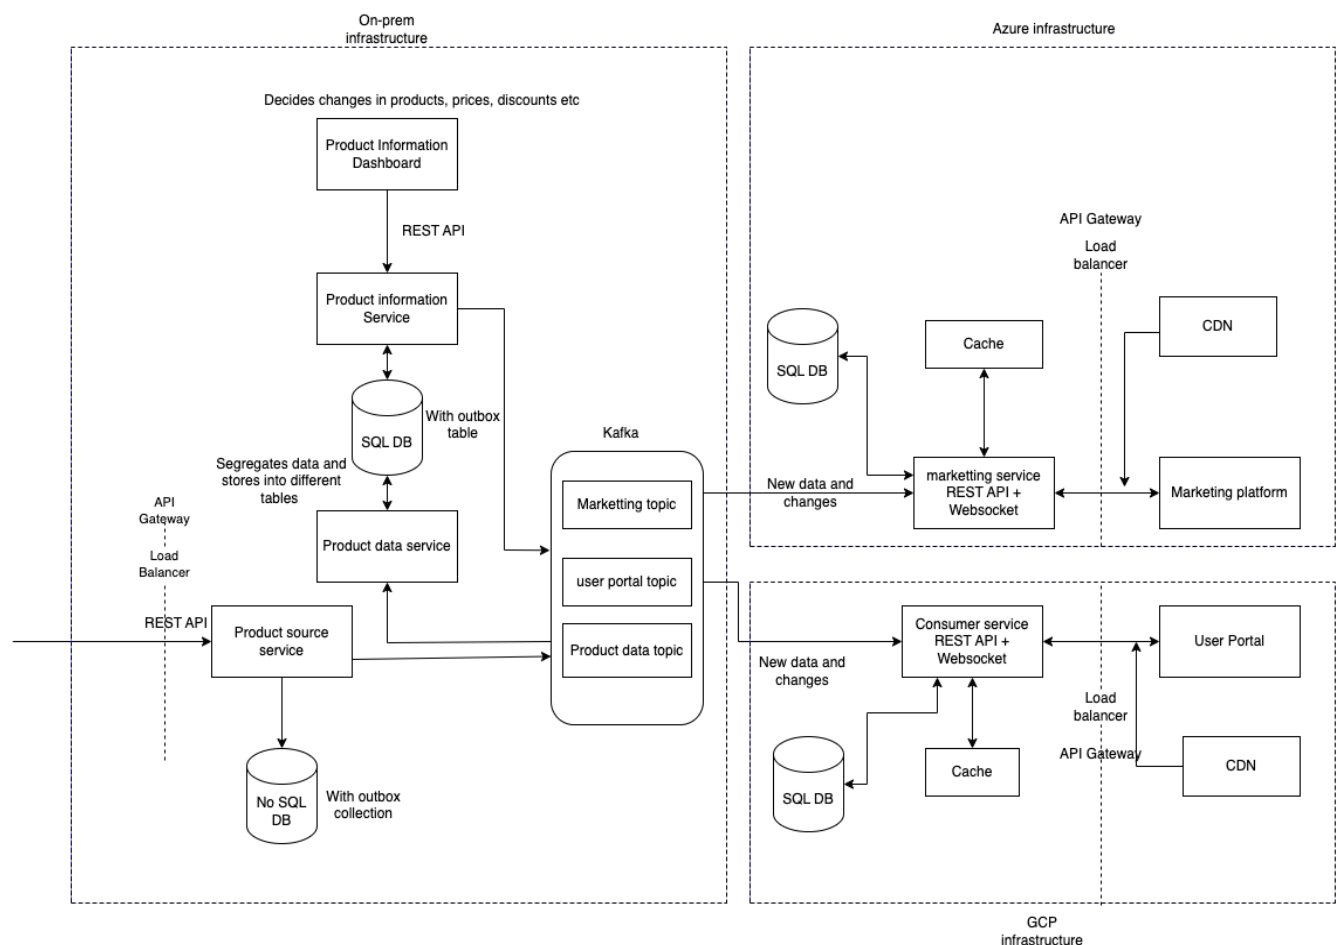 On-prem
infrastructure
Azure infrastructure
Decides changes in products, prices, discounts etc
Product Information
Dashboard
REST API
Product information
Service
With outbox
table
SQL DB
Segregates data and
stores into different
tables
Product data service
API
Gateway
Load
Balancer
REST API
Product source
service
No SQL
DB
With outbox
collection
Kafka
Marketting topic
user portal topic
Product data topic
API Gateway
Load
balancer
CDN
Cache
SQL DB
New data and
changes
marketting service
REST API +
Websocket
Marketing platform
Consumer service
REST API +
Websocket
User Portal
New data and
changes
Load
balancer
API Gateway
CDN
Cache
SQL DB
GCP
infrastructure